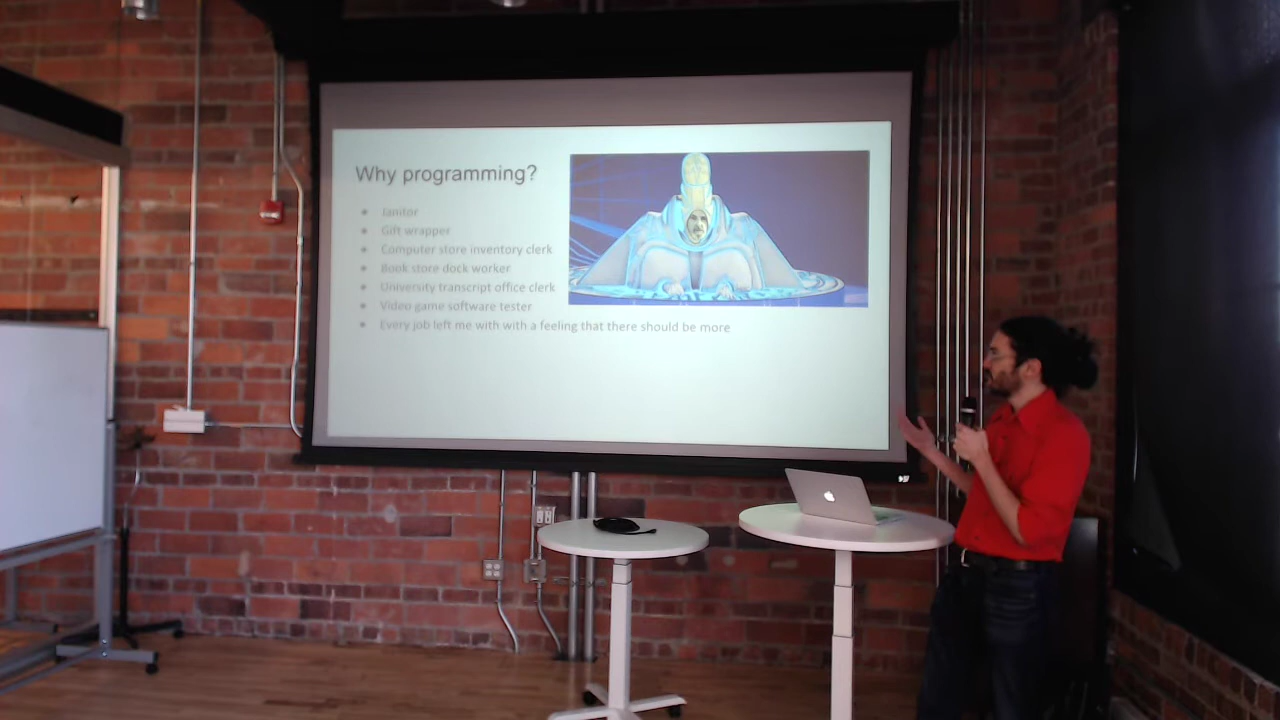 Why programming?
Janitor
Gift wrapper
Computer store inventory clerk
Book store dock worker
University transcript office clerk
Video game software tester
Every job left me with with a feeling that there should be more